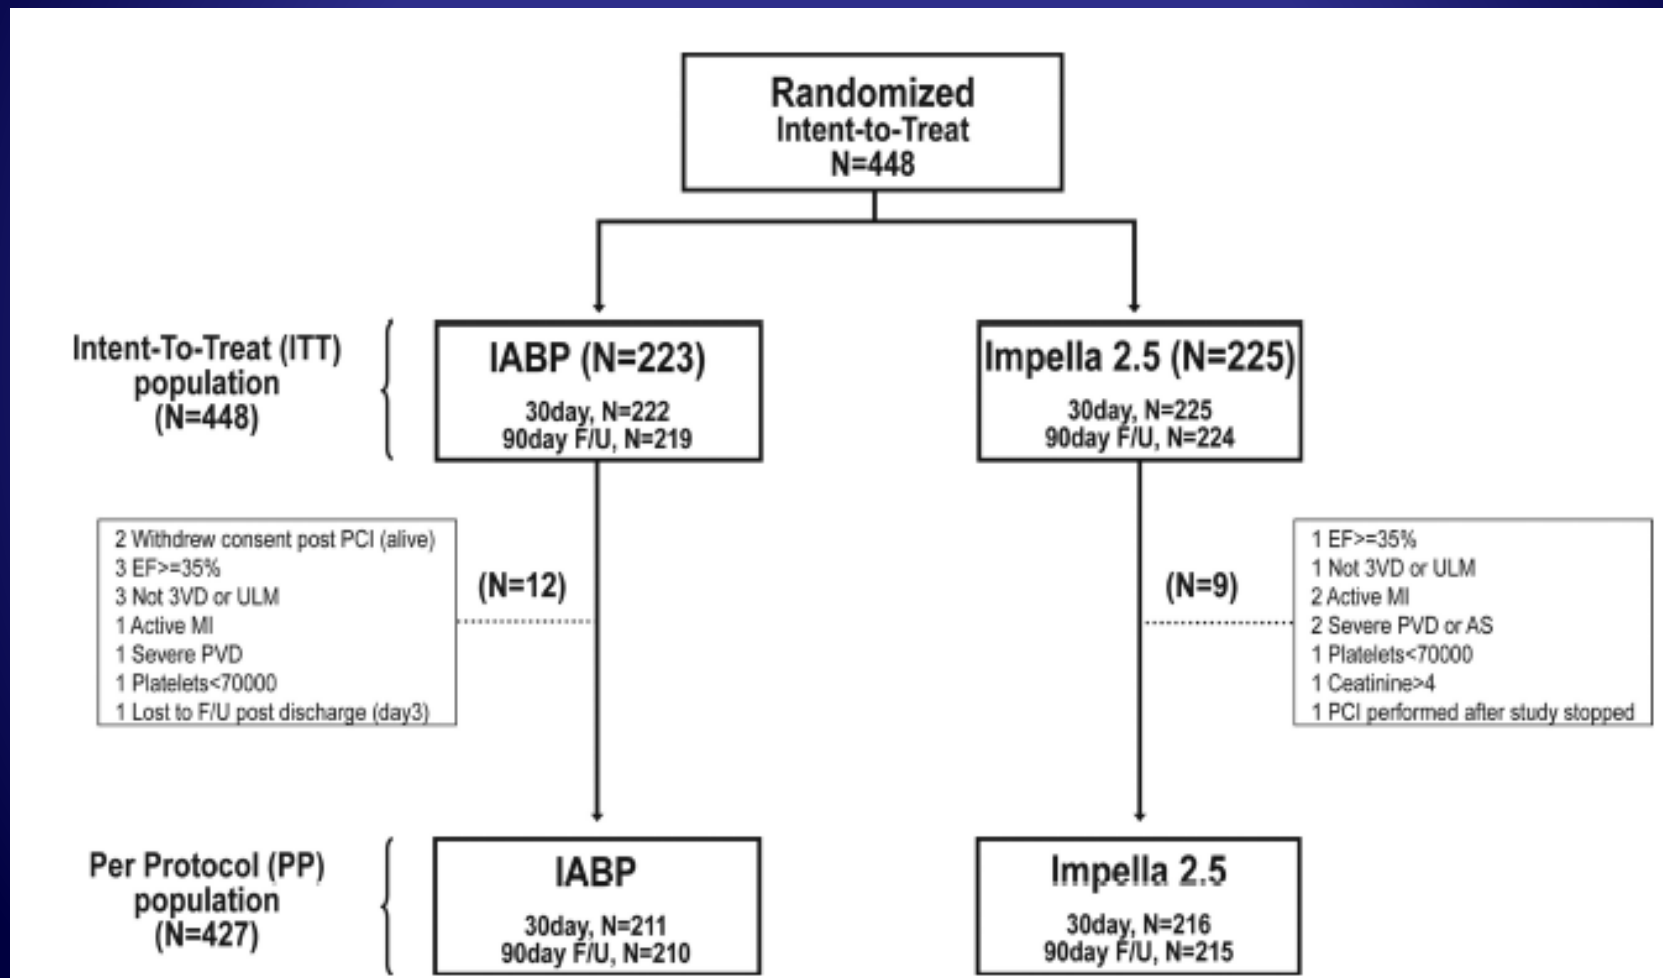 Randomized
Intent-to-Treat
N=448
Intent-To-Treat (ITT)
population
(N=448)
IABP (N=223)
30day, N=222
90day F/U, N=219
Impella 2.5 (N=225)
30day, N=225
90day F/U, N=224
2 Withdrew consent post PCI (alive)
3 EF>=35%
3 Not 3VD or ULM
1 Active MI
1 Severe PVD
1 Platelets<70000
1 Lost to F/U post discharge (day3)
(N=12)
(N=9)
1 EF>=35%
1 Not 3VD or ULM
2 Active MI
2 Severe PVD or AS
1 Platelets<70000
1 Ceatinine>4
1 PCI performed after study stopped
Per Protocol (PP)
population
(N=427)
IABP
30day, N=211
90day F/U, N=210
Impella 2.5
30day, N=216
90day F/U, N=215